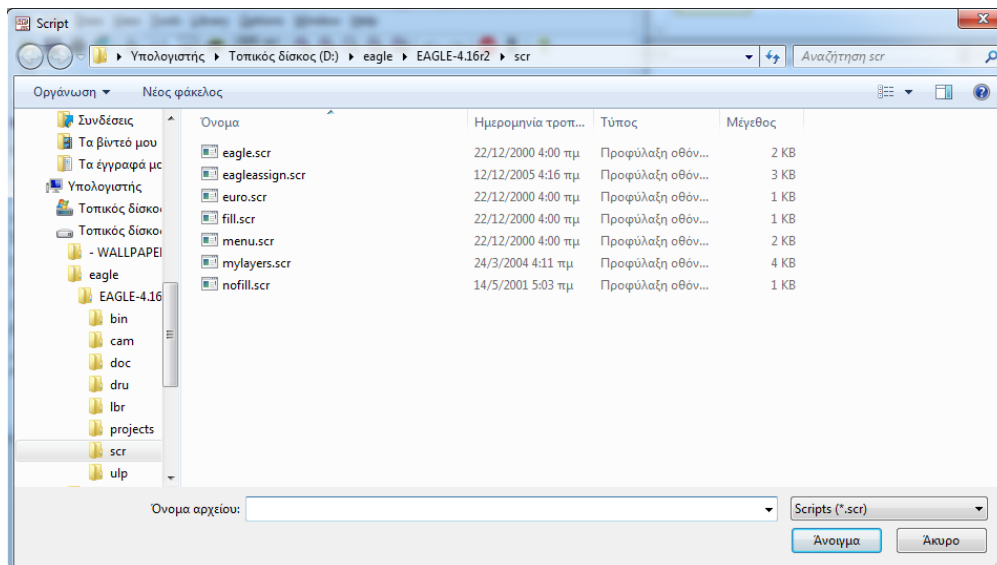 Script
Υπολογιστής ▸ Τοπικός δίσκος (D:) ▸ eagle ▸ EAGLE-4.16r2 ▸ scr
Αναζήτηση scr
Οργάνωση
Νέος φάκελος
Συνδέσεις
Τα βίντεό μου
Τα έγγραφά μο
Υπολογιστής
Τοπικός δίσκο
Τοπικός δίσκο
- WALLPAPE
eagle
EAGLE-4.16
bin
cam
doc
dru
lbr
projects
scr
ulp
Όνομα Ημερομηνία τροπ... Τύπος Μέγεθος
eagle.scr 22/12/2000 4:00 πμ Προφύλαξη οθόν... 2 KB
eagleassign.scr 12/12/2005 4:16 πμ Προφύλαξη οθόν... 3 KB
euro.scr 22/12/2000 4:00 πμ Προφύλαξη οθόν... 1 KB
fill.scr 22/12/2000 4:00 πμ Προφύλαξη οθόν... 1 KB
menu.scr 22/12/2000 4:00 πμ Προφύλαξη οθόν... 2 KB
mylayers.scr 24/3/2004 4:11 πμ Προφύλαξη οθόν... 4 KB
nofill.scr 14/5/2001 5:03 πμ Προφύλαξη οθόν... 1 KB
Όνομα αρχείου:
Scripts (*.scr)
Άνοιγμα
Άκυρο